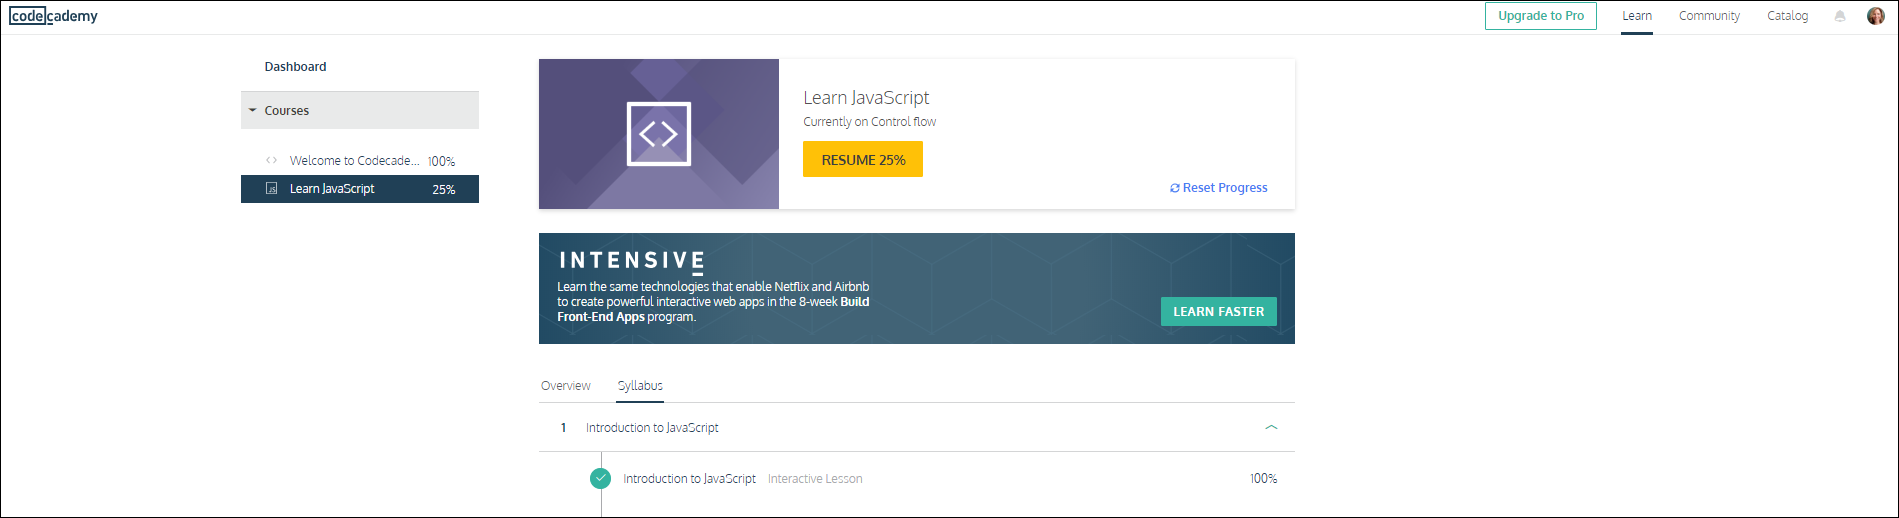 codecademy
Upgrade to Pro
Learn
Community
Catalog
Dashboard
Courses
Welcome to Codecade... 100%
Learn JavaScript 25%
Learn JavaScript
Currently on Control flow
RESUME 25%
Reset Progress
INTENSIVE
Learn the same technologies that enable Netflix and Airbnb
to create powerful interactive web apps in the 8-week Build
Front-End Apps program.
LEARN FASTER
Overview
Syllabus
1 Introduction to JavaScript
Introduction to JavaScript Interactive Lesson 100%